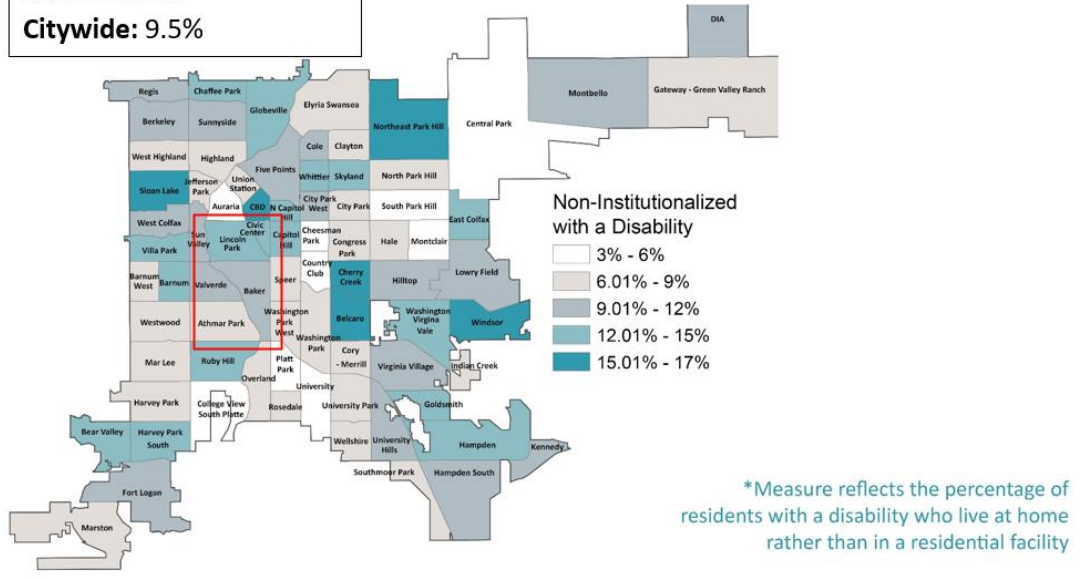 Citywide: 9.5%
DIA
Regis
Chaffee Park
Globeville
Elyria Swansea
Northeast Park Hill
Central Park
Montbello
Gateway - Green Valley Ranch
Berkeley
Sunnyside
Cole
Clayton
West Highland
Highland
Five Points
Whittier
Skyland
North Park Hill
Sloan Lake
Jefferson
Park
Union
Station
Auraria
CBD
N Capitol
Hill
City Park
West
City Park
South Park Hill
East Colfax
West Colfax
Sun
Valley
Lincoln
Park
Civic
Center
Capitol
Hill
Cheesman
Park
Congress
Park
Hale
Montclair
Villa Park
Country
Club
Cherry
Creek
Hilltop
Lowry Field
Barnum
West
Barnum
Valverde
Baker
Speer
Westwood
Athmar Park
Washington
Park
West
Washington
Park
Belcaro
Washington
Virgina
Vale
Windsor
Mar Lee
Ruby Hill
Platt
Park
Cory
- Merrill
Virginia Village
Indian Creek
Overland
University
Harvey Park
College View
South Platte
Rosedale
University Park
Goldsmith
Bear Valley
Harvey Park
South
Wellshire
University
Hills
Hampden
Kennedy
Southmoor Park
Hampden South
Fort Logan
Marston
Non-Institutionalized
with a Disability
3% - 6%
6.01% - 9%
9.01% - 12%
12.01% - 15%
15.01% - 17%
*Measure reflects the percentage of
residents with a disability who live at home
rather than in a residential facility